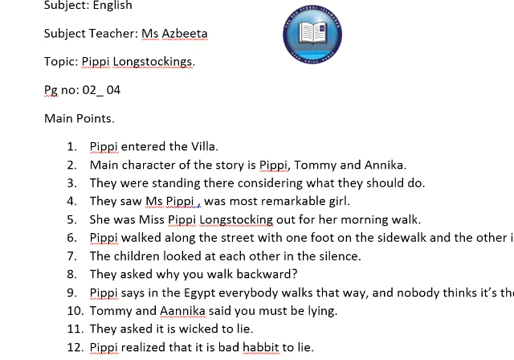 Subject: English
Subject Teacher: Ms Azbeeta
Topic: Pippi Longstockings.
Pg no: 02_ 04
Main Points.
1. Pippi entered the Villa.
2. Main character of the story is Pippi, Tommy and Annika.
3. They were standing there considering what they should do.
4. They saw Ms Pippi , was most remarkable girl.
5. She was Miss Pippi Longstocking out for her morning walk.
6. Pippi walked along the street with one foot on the sidewalk and the other i
7. The children looked at each other in the silence.
8. They asked why you walk backward?
9. Pippi says in the Egypt everybody walks that way, and nobody thinks it's th
10. Tommy and Aannika said you must be lying.
11. They asked it is wicked to lie.
12. Pippi realized that it is bad habbit to lie.